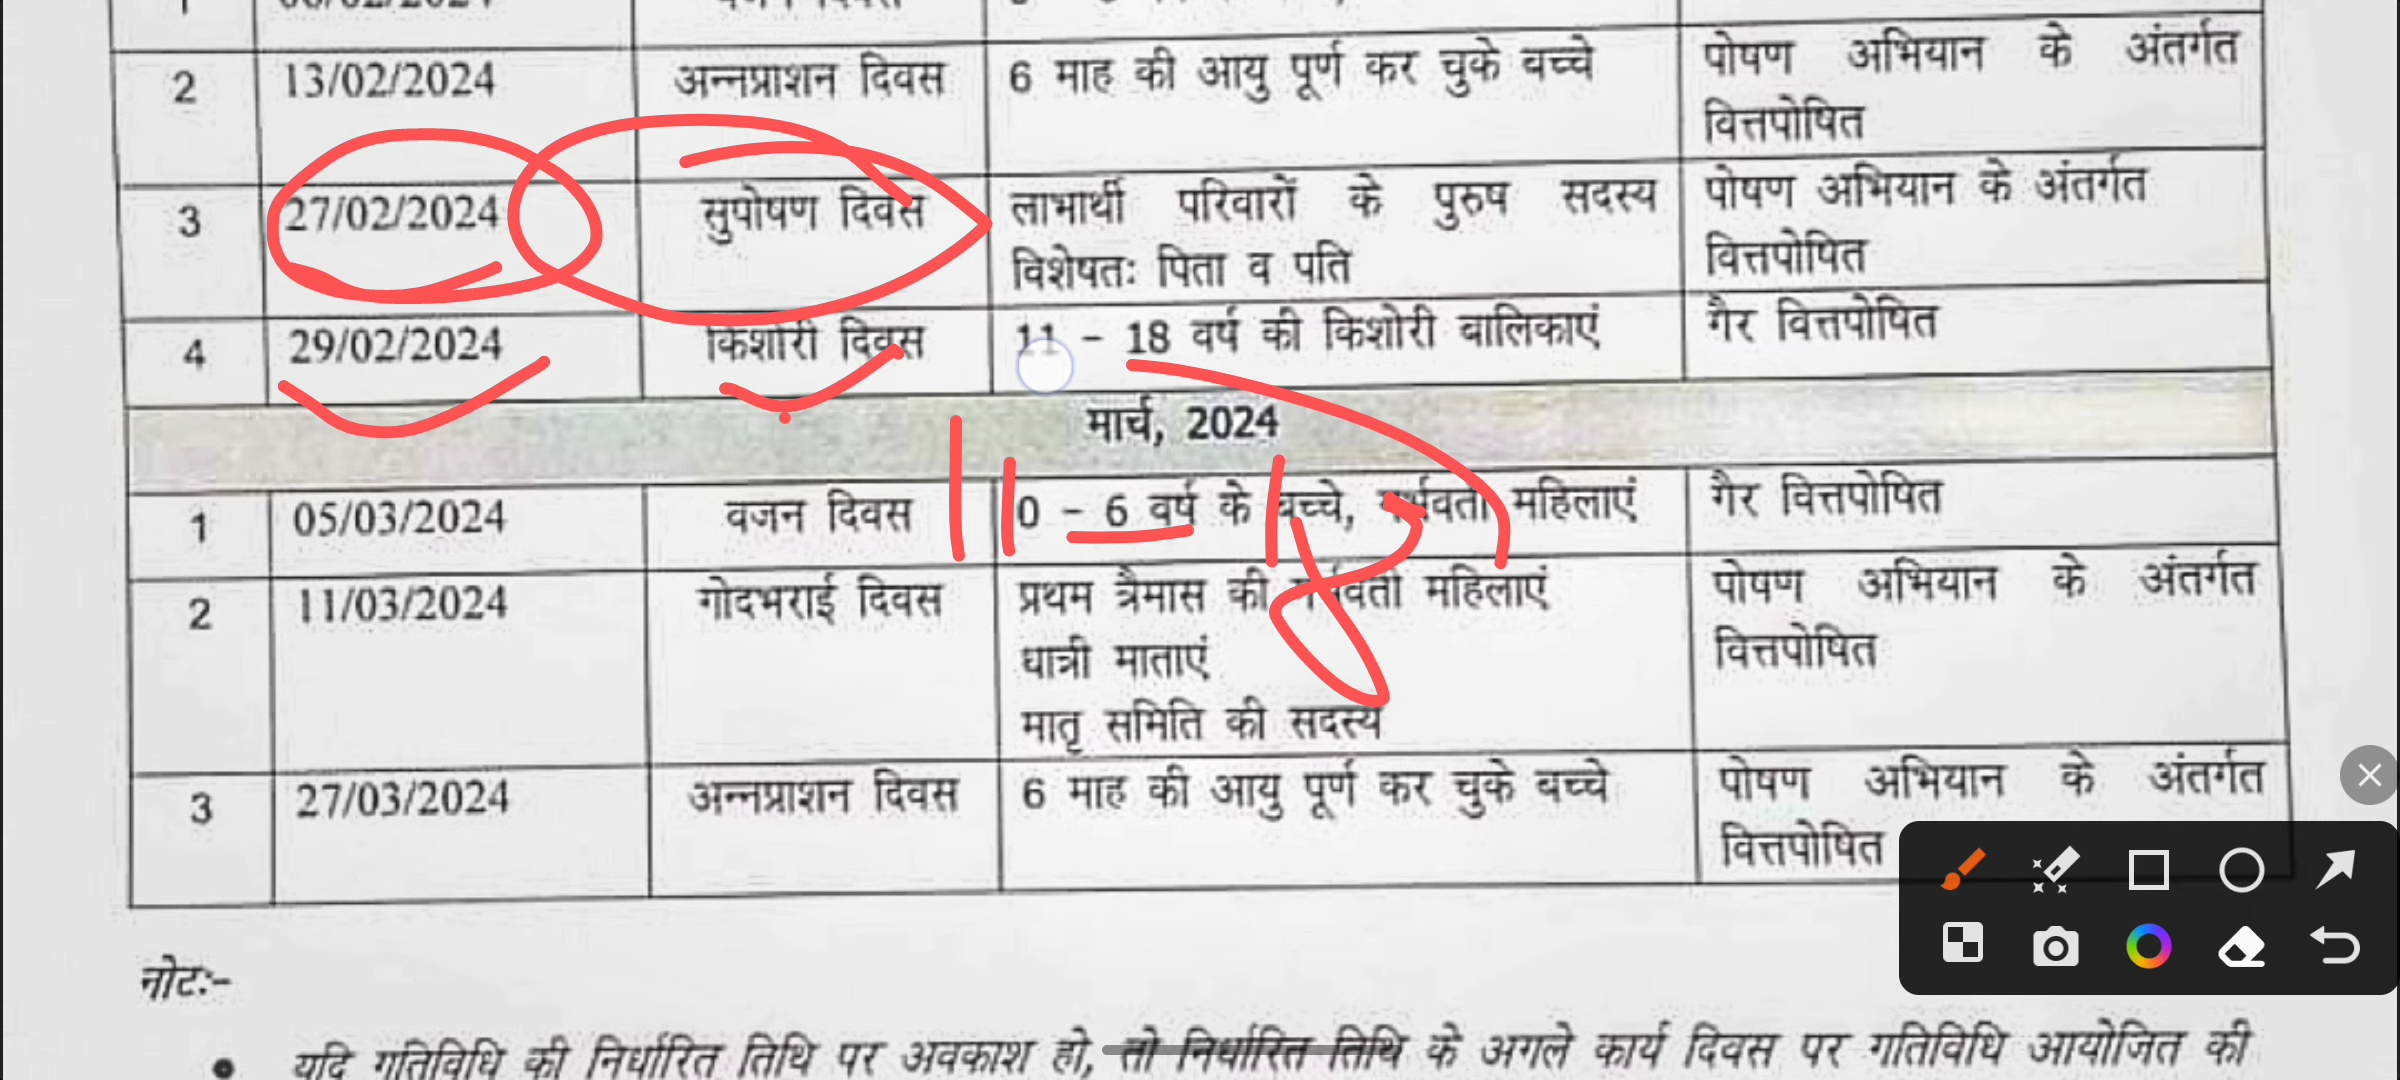 2 13/02/2024 अन्नप्राशन दिवस 6 माह की आयु पूर्ण कर चुके बच्चे पोषण अभियान के अंतर्गत
वित्तपोषित
3 27/02/2024 सुपोषण दिवस लाभार्थी परिवारों के पुरुष सदस्य पोषण अभियान के अंतर्गत
विशेषतः पिता व पति वित्तपोषित
4 29/02/2024 किशोरी दिवस 11 - 18 वर्ष की किशोरी बालिकाएं गैर वित्तपोषित
मार्च, 2024
1 05/03/2024 वजन दिवस 0 - 6 वर्ष के बच्चे, गर्भवती महिलाएं गैर वित्तपोषित
2 11/03/2024 गोदभराई दिवस प्रथम त्रैमास की गर्भवती महिलाएं पोषण अभियान के अंतर्गत
धात्री माताएं वित्तपोषित
मातृ समिति की सदस्य
3 27/03/2024 अन्नप्राशन दिवस 6 माह की आयु पूर्ण कर चुके बच्चे पोषण अभियान के अंतर्गत
वित्तपोषित
11 18
नोटः-
• यदि गतिविधि की निर्धारित तिथि पर अवकाश हो, तो निर्धारित तिथि के अगले कार्य दिवस पर गतिविधि आयोजित की